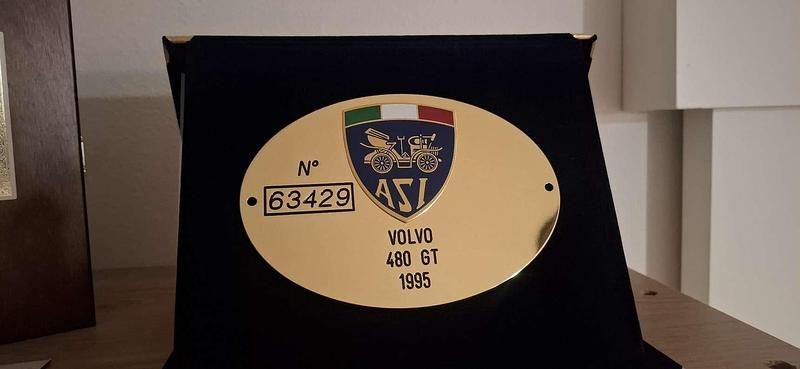 N°
63429
ASI
VOLVO
480 GT
1995